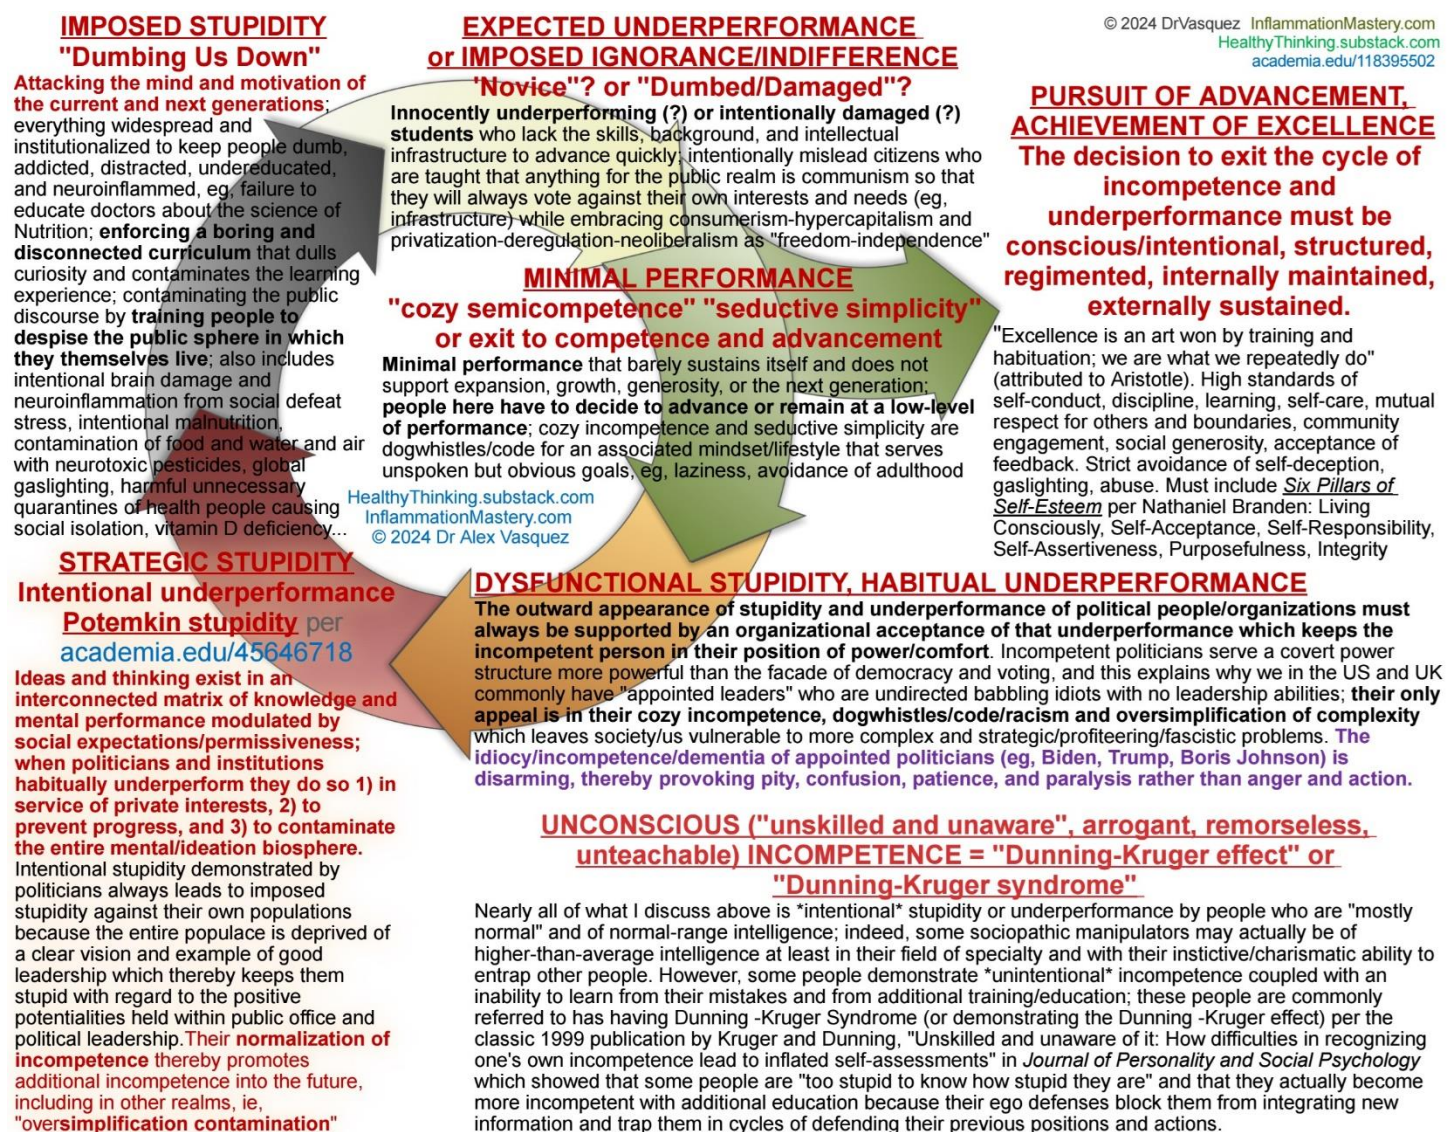 IMPOSED STUPIDITY
"Dumbing Us Down"
Attacking the mind and motivation of
the current and next generations;
everything widespread and
institutionalized to keep people dumb,
addicted, distracted, undereducated,
and neuroinflammed, eg, failure to
educate doctors about the science of
Nutrition; enforcing a boring and
disconnected curriculum that dulls
curiosity and contaminates the learning
experience; contaminating the public
discourse by training people to
despise the public sphere in which
they themselves live; also includes
intentional brain damage and
neuroinflammation from social defeat
stress, intentional malnutrition,
contamination of food and water and air
with neurotoxic pesticides, global
gaslighting, harmful unnecessary
quarantines of health people causing
social isolation, vitamin D deficiency...
EXPECTED UNDERPERFORMANCE
or IMPOSED IGNORANCE/INDIFFERENCE
'Novice"? or "Dumbed/Damaged"?
Innocently underperforming (?) or intentionally damaged (?)
students who lack the skills, background, and intellectual
infrastructure to advance quickly; intentionally mislead citizens who
are taught that anything for the public realm is communism so that
they will always vote against their own interests and needs (eg,
infrastructure) while embracing consumerism-hypercapitalism and
privatization-deregulation-neoliberalism as "freedom-independence"
MINIMAL PERFORMANCE
"cozy semicompetence" "seductive simplicity"
or exit to competence and advancement
Minimal performance that barely sustains itself and does not
support expansion, growth, generosity, or the next generation;
people here have to decide to advance or remain at a low-level
of performance; cozy incompetence and seductive simplicity are
dogwhistles/code for an associated mindset/lifestyle that serves
unspoken but obvious goals, eg, laziness, avoidance of adulthood
HealthyThinking.substack.com
InflammationMastery.com
© 2024 Dr Alex Vasquez
© 2024 DrVasquez InflammationMastery.com
HealthyThinking.substack.com
academia.edu/118395502
PURSUIT OF ADVANCEMENT,
ACHIEVEMENT OF EXCELLENCE
The decision to exit the cycle of
incompetence and
underperformance must be
conscious/intentional, structured,
regimented, internally maintained,
externally sustained.
"Excellence is an art won by training and
habituation; we are what we repeatedly do"
(attributed to Aristotle). High standards of
self-conduct, discipline, learning, self-care, mutual
respect for others and boundaries, community
engagement, social generosity, acceptance of
feedback. Strict avoidance of self-deception,
gaslighting, abuse. Must include Six Pillars of
Self-Esteem per Nathaniel Branden: Living
Consciously, Self-Acceptance, Self-Responsibility,
Self-Assertiveness, Purposefulness, Integrity
STRATEGIC STUPIDITY
Intentional underperformance
Potemkin stupidity per
academia.edu/45646718
Ideas and thinking exist in an
interconnected matrix of knowledge and
mental performance modulated by
social expectations/permissiveness;
when politicians and institutions
habitually underperform they do so 1) in
service of private interests, 2) to
prevent progress, and 3) to contaminate
the entire mental/ideation biosphere.
Intentional stupidity demonstrated by
politicians always leads to imposed
stupidity against their own populations
because the entire populace is deprived of
a clear vision and example of good
leadership which thereby keeps them
stupid with regard to the positive
potentialities held within public office and
political leadership.Their normalization of
incompetence thereby promotes
additional incompetence into the future,
including in other realms, ie,
"oversimplification contamination"
DYSFUNCTIONAL STUPIDITY, HABITUAL UNDERPERFORMANCE
The outward appearance of stupidity and underperformance of political people/organizations must
always be supported by an organizational acceptance of that underperformance which keeps the
incompetent person in their position of power/comfort. Incompetent politicians serve a covert power
structure more powerful than the facade of democracy and voting, and this explains why we in the US and UK
commonly have "appointed leaders" who are undirected babbling idiots with no leadership abilities; their only
appeal is in their cozy incompetence, dogwhistles/code/racism and oversimplification of complexity
which leaves society/us vulnerable to more complex and strategic/profiteering/fascistic problems. The
idiocy/incompetence/dementia of appointed politicians (eg, Biden, Trump, Boris Johnson) is
disarming, thereby provoking pity, confusion, patience, and paralysis rather than anger and action.
UNCONSCIOUS ("unskilled and unaware", arrogant, remorseless,
unteachable) INCOMPETENCE = "Dunning-Kruger effect" or
"Dunning-Kruger syndrome"
Nearly all of what I discuss above is *intentional* stupidity or underperformance by people who are "mostly
normal" and of normal-range intelligence; indeed, some sociopathic manipulators may actually be of
higher-than-average intelligence at least in their field of specialty and with their instictive/charismatic ability to
entrap other people. However, some people demonstrate *unintentional* incompetence coupled with an
inability to learn from their mistakes and from additional training/education; these people are commonly
referred to has having Dunning -Kruger Syndrome (or demonstrating the Dunning -Kruger effect) per the
classic 1999 publication by Kruger and Dunning, "Unskilled and unaware of it: How difficulties in recognizing
one's own incompetence lead to inflated self-assessments" in Journal of Personality and Social Psychology
which showed that some people are "too stupid to know how stupid they are" and that they actually become
more incompetent with additional education because their ego defenses block them from integrating new
information and trap them in cycles of defending their previous positions and actions.